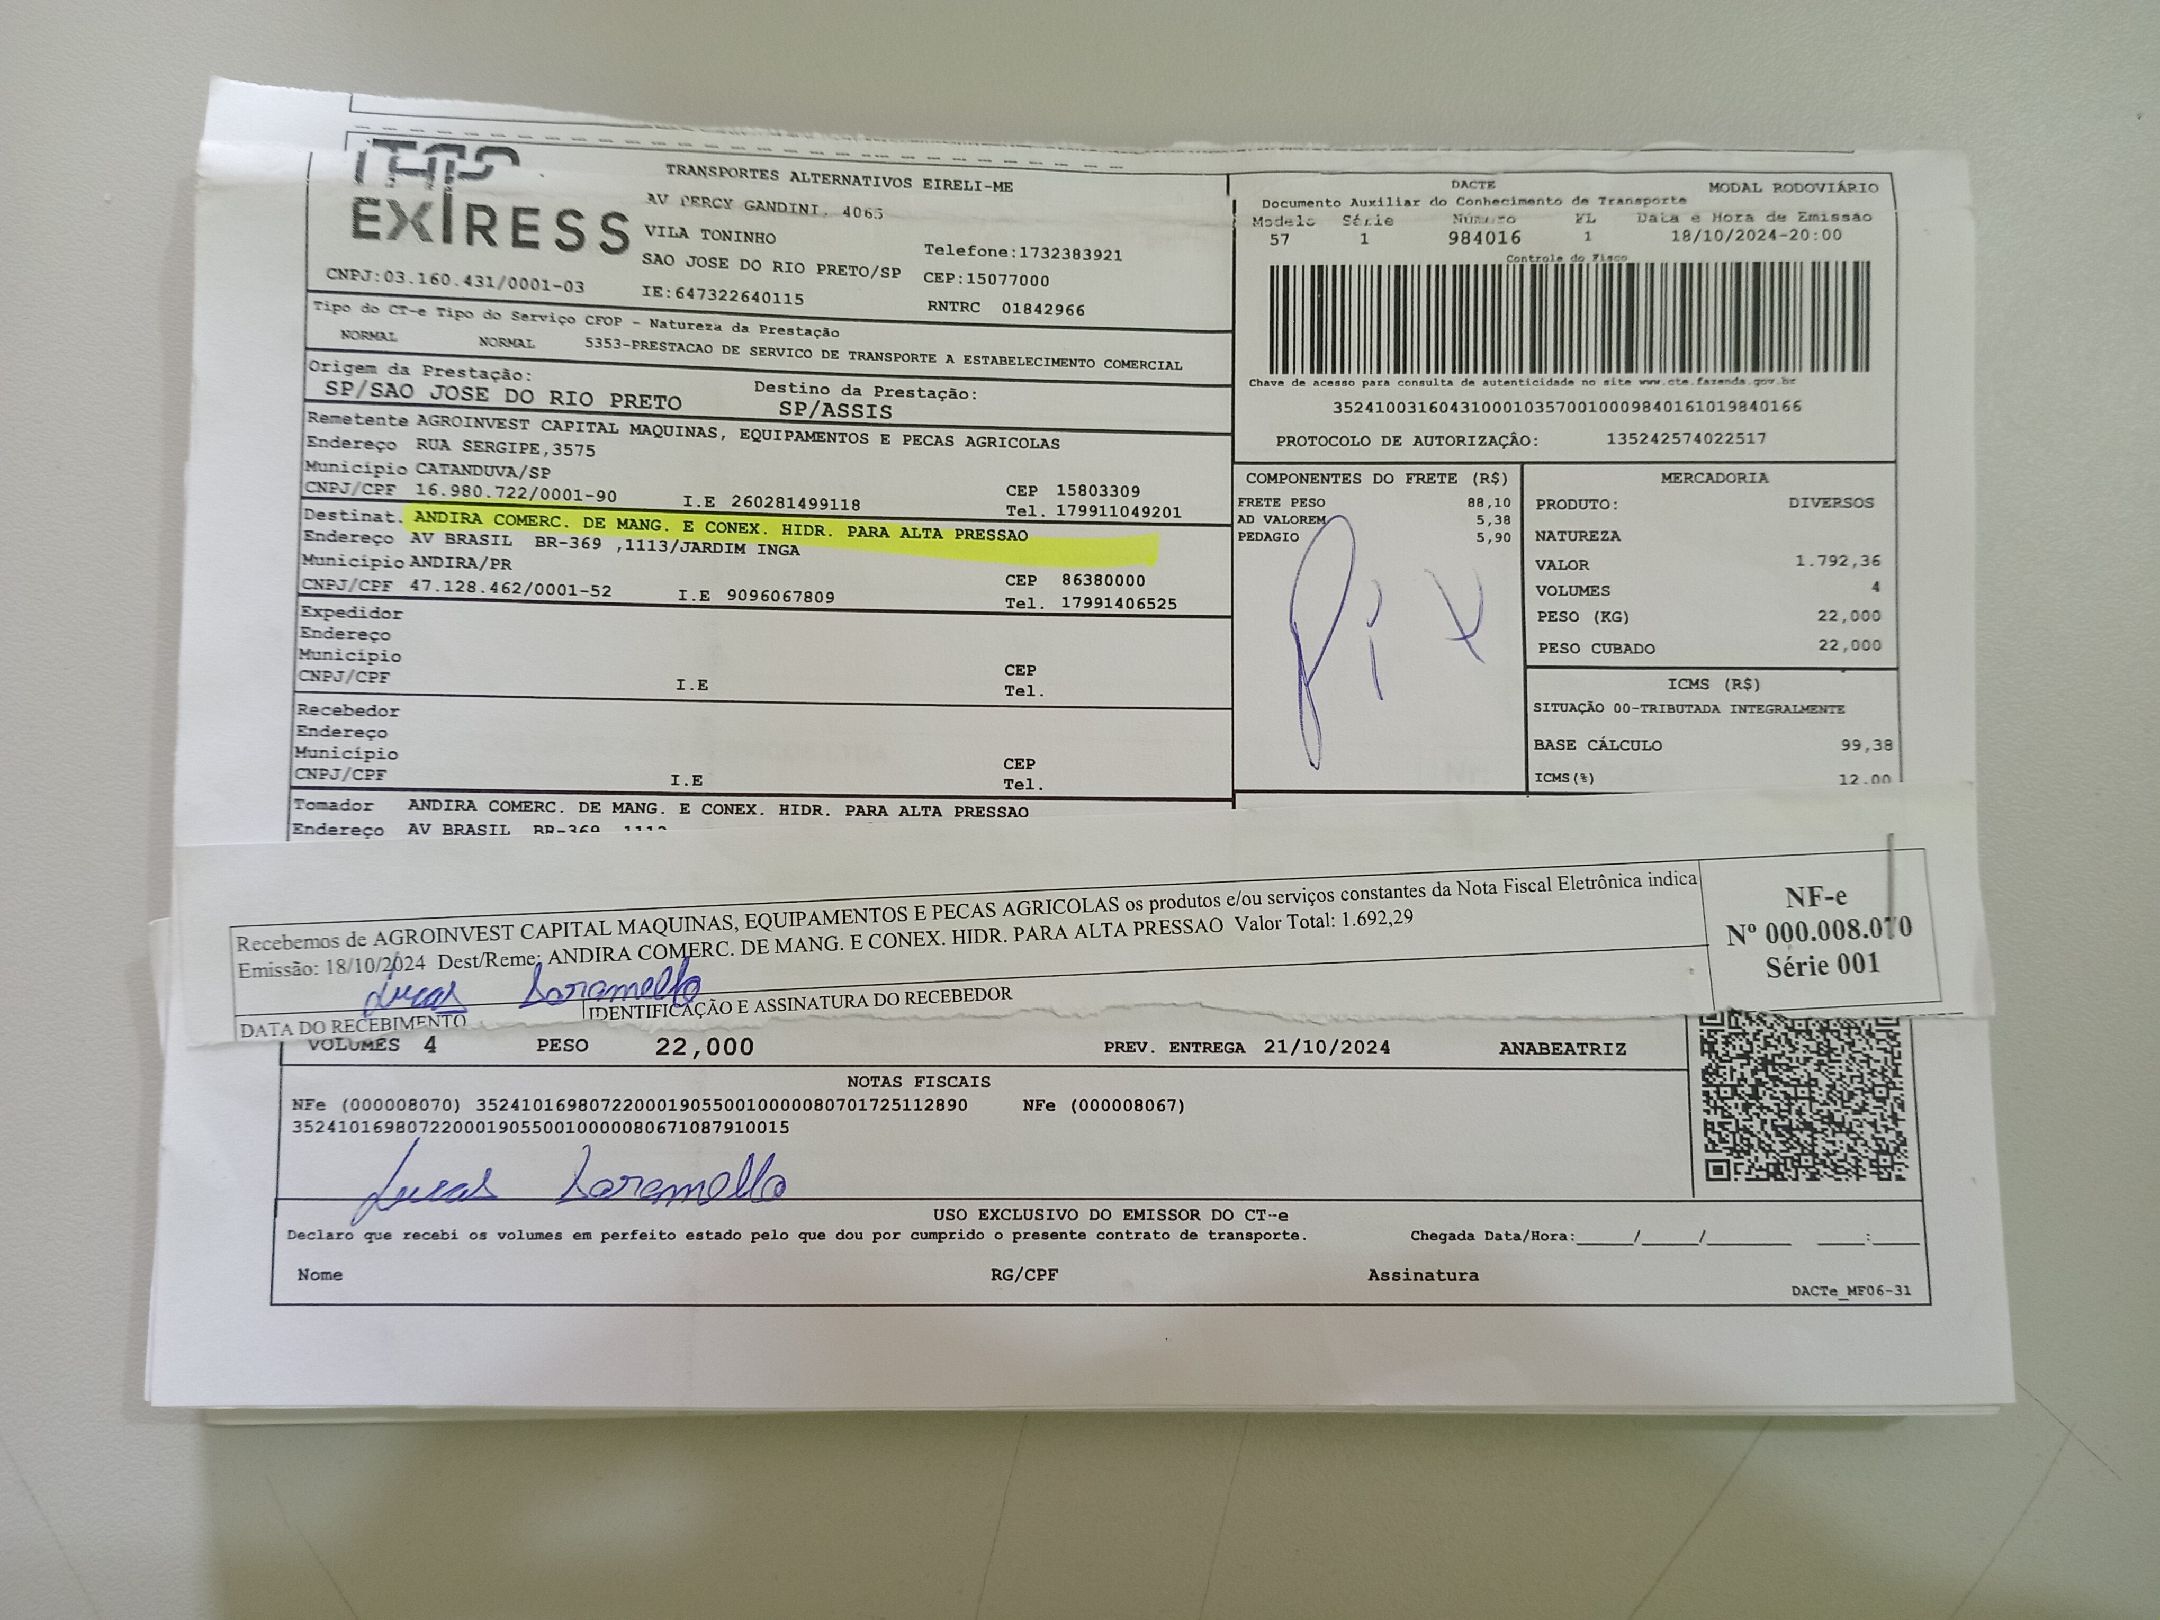 EXPRESS
TRANSPORTES ALTERNATIVOS EIRELI-ME
AV PERCY GANDINI, 4065
VILA TONINHO
SAO JOSE DO RIO PRETO/SP
Telefone:1732383921
CEP:15077000
CNPJ:03.160.431/0001-03
IE:647322640115
RNTRC 01842966
Tipo do CT-e Tipo do Serviço CFOP - Natureza da Prestação
NORMAL NORMAL 5353-PRESTACAO DE SERVICO DE TRANSPORTE A ESTABELECIMENTO COMERCIAL
Origem da Prestação: Destino da Prestação:
SP/SAO JOSE DO RIO PRETO SP/ASSIS
Remetente AGROINVEST CAPITAL MAQUINAS, EQUIPAMENTOS E PECAS AGRICOLAS
Endereço RUA SERGIPE,3575
Município CATANDUVA/SP CEP 15803309
CNPJ/CPF 16.980.722/0001-90 I.E 260281499118 Tel. 179911049201
Destinat. ANDIRA COMERC. DE MANG. E CONEX. HIDR. PARA ALTA PRESSAO
Endereço AV BRASIL BR-369 ,1113/JARDIM INGA
Município ANDIRA/PR CEP 86380000
CNPJ/CPF 47.128.462/0001-52 I.E 9096067809 Tel. 17991406525
Expedidor
Endereço
Município CEP
CNPJ/CPF I.E Tel.
Recebedor
Endereço
Município CEP
CNPJ/CPF I.E Tel.
Tomador ANDIRA COMERC. DE MANG. E CONEX. HIDR. PARA ALTA PRESSAO
Endereço AV BRASIL BR-369 1113
DACTE MODAL RODOVIÁRIO
Documento Auxiliar do Conhecimento de Transporte
Modelo Série Número FL Data e Hora de Emissão
57 1 984016 1 18/10/2024-20:00
Controle do Fisco
Chave de acesso para consulta de autenticidade no site www.cte.fazenda.gov.br
35241003160431000103570010009840161019840166
PROTOCOLO DE AUTORIZAÇÂO: 135242574022517
COMPONENTES DO FRETE (R$)
FRETE PESO 88,10
AD VALOREM 5,38
PEDAGIO 5,90
Pix
MERCADORIA
PRODUTO: DIVERSOS
NATUREZA
VALOR 1.792,36
VOLUMES 4
PESO (KG) 22,000
PESO CUBADO 22,000
ICMS (R$)
SITUAÇÃO 00-TRIBUTADA INTEGRALMENTE
BASE CÁLCULO 99,38
ICMS(%) 12.00
Recebemos de AGROINVEST CAPITAL MAQUINAS, EQUIPAMENTOS E PECAS AGRICOLAS os produtos e/ou serviços constantes da Nota Fiscal Eletrônica indica
Emissão: 18/10/2024 Dest/Reme: ANDIRA COMERC. DE MANG. E CONEX. HIDR. PARA ALTA PRESSAO Valor Total: 1.692,29
Lucas
DATA DO RECEBIMENTO IDENTIFICAÇÃO E ASSINATURA DO RECEBEDOR
NF-e
Nº 000.008.070
Série 001
VOLUMES 4 PESO 22,000 PREV. ENTREGA 21/10/2024 ANABEATRIZ
NOTAS FISCAIS
NFe (000008070) 35241016980722000190550010000080701725112890 NFe (000008067)
35241016980722000190550010000080671087910015
Lucas
USO EXCLUSIVO DO EMISSOR DO CT-e
Declaro que recebi os volumes em perfeito estado pelo que dou por cumprido o presente contrato de transporte. Chegada Data/Hora:____/____/________ ____:____
Nome RG/CPF Assinatura
DACTe_MF06-31